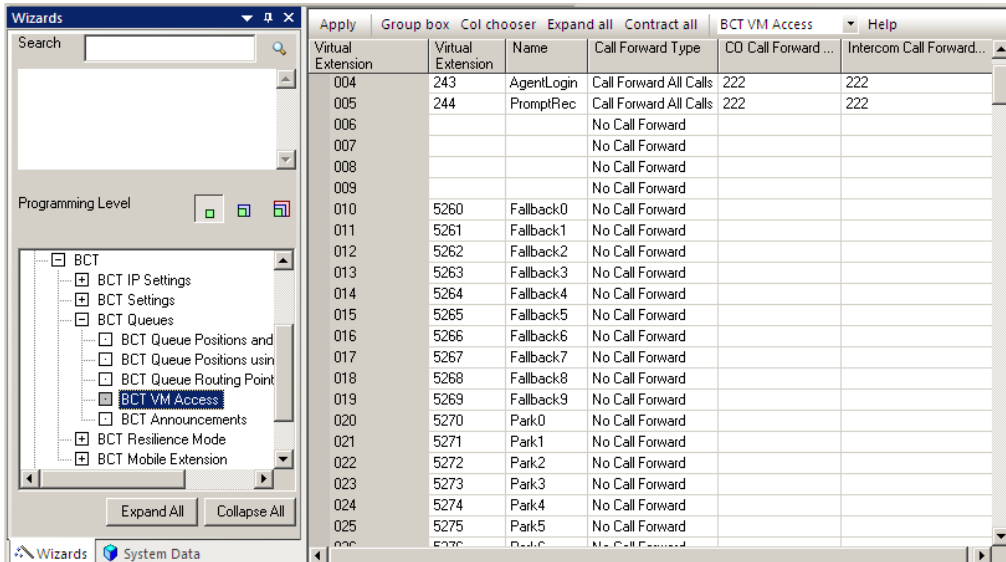 Wizards
Search
Programming Level
BCT
BCT IP Settings
BCT Settings
BCT Queues
BCT Queue Positions and
BCT Queue Positions usin
BCT Queue Routing Point
BCT VM Access
BCT Announcements
BCT Resilience Mode
BCT Mobile Extension
Expand All Collapse All
Wizards System Data
Apply Group box Col chooser Expand all Contract all BCT VM Access Help
Virtual Extension Virtual Extension Name Call Forward Type CO Call Forward ... Intercom Call Forward...
004 243 AgentLogin Call Forward All Calls 222 222
005 244 PromptRec Call Forward All Calls 222 222
006 No Call Forward
007 No Call Forward
008 No Call Forward
009 No Call Forward
010 5260 Fallback0 No Call Forward
011 5261 Fallback1 No Call Forward
012 5262 Fallback2 No Call Forward
013 5263 Fallback3 No Call Forward
014 5264 Fallback4 No Call Forward
015 5265 Fallback5 No Call Forward
016 5266 Fallback6 No Call Forward
017 5267 Fallback7 No Call Forward
018 5268 Fallback8 No Call Forward
019 5269 Fallback9 No Call Forward
020 5270 Park0 No Call Forward
021 5271 Park1 No Call Forward
022 5272 Park2 No Call Forward
023 5273 Park3 No Call Forward
024 5274 Park4 No Call Forward
025 5275 Park5 No Call Forward
026 5276 Park6 No Call Forward